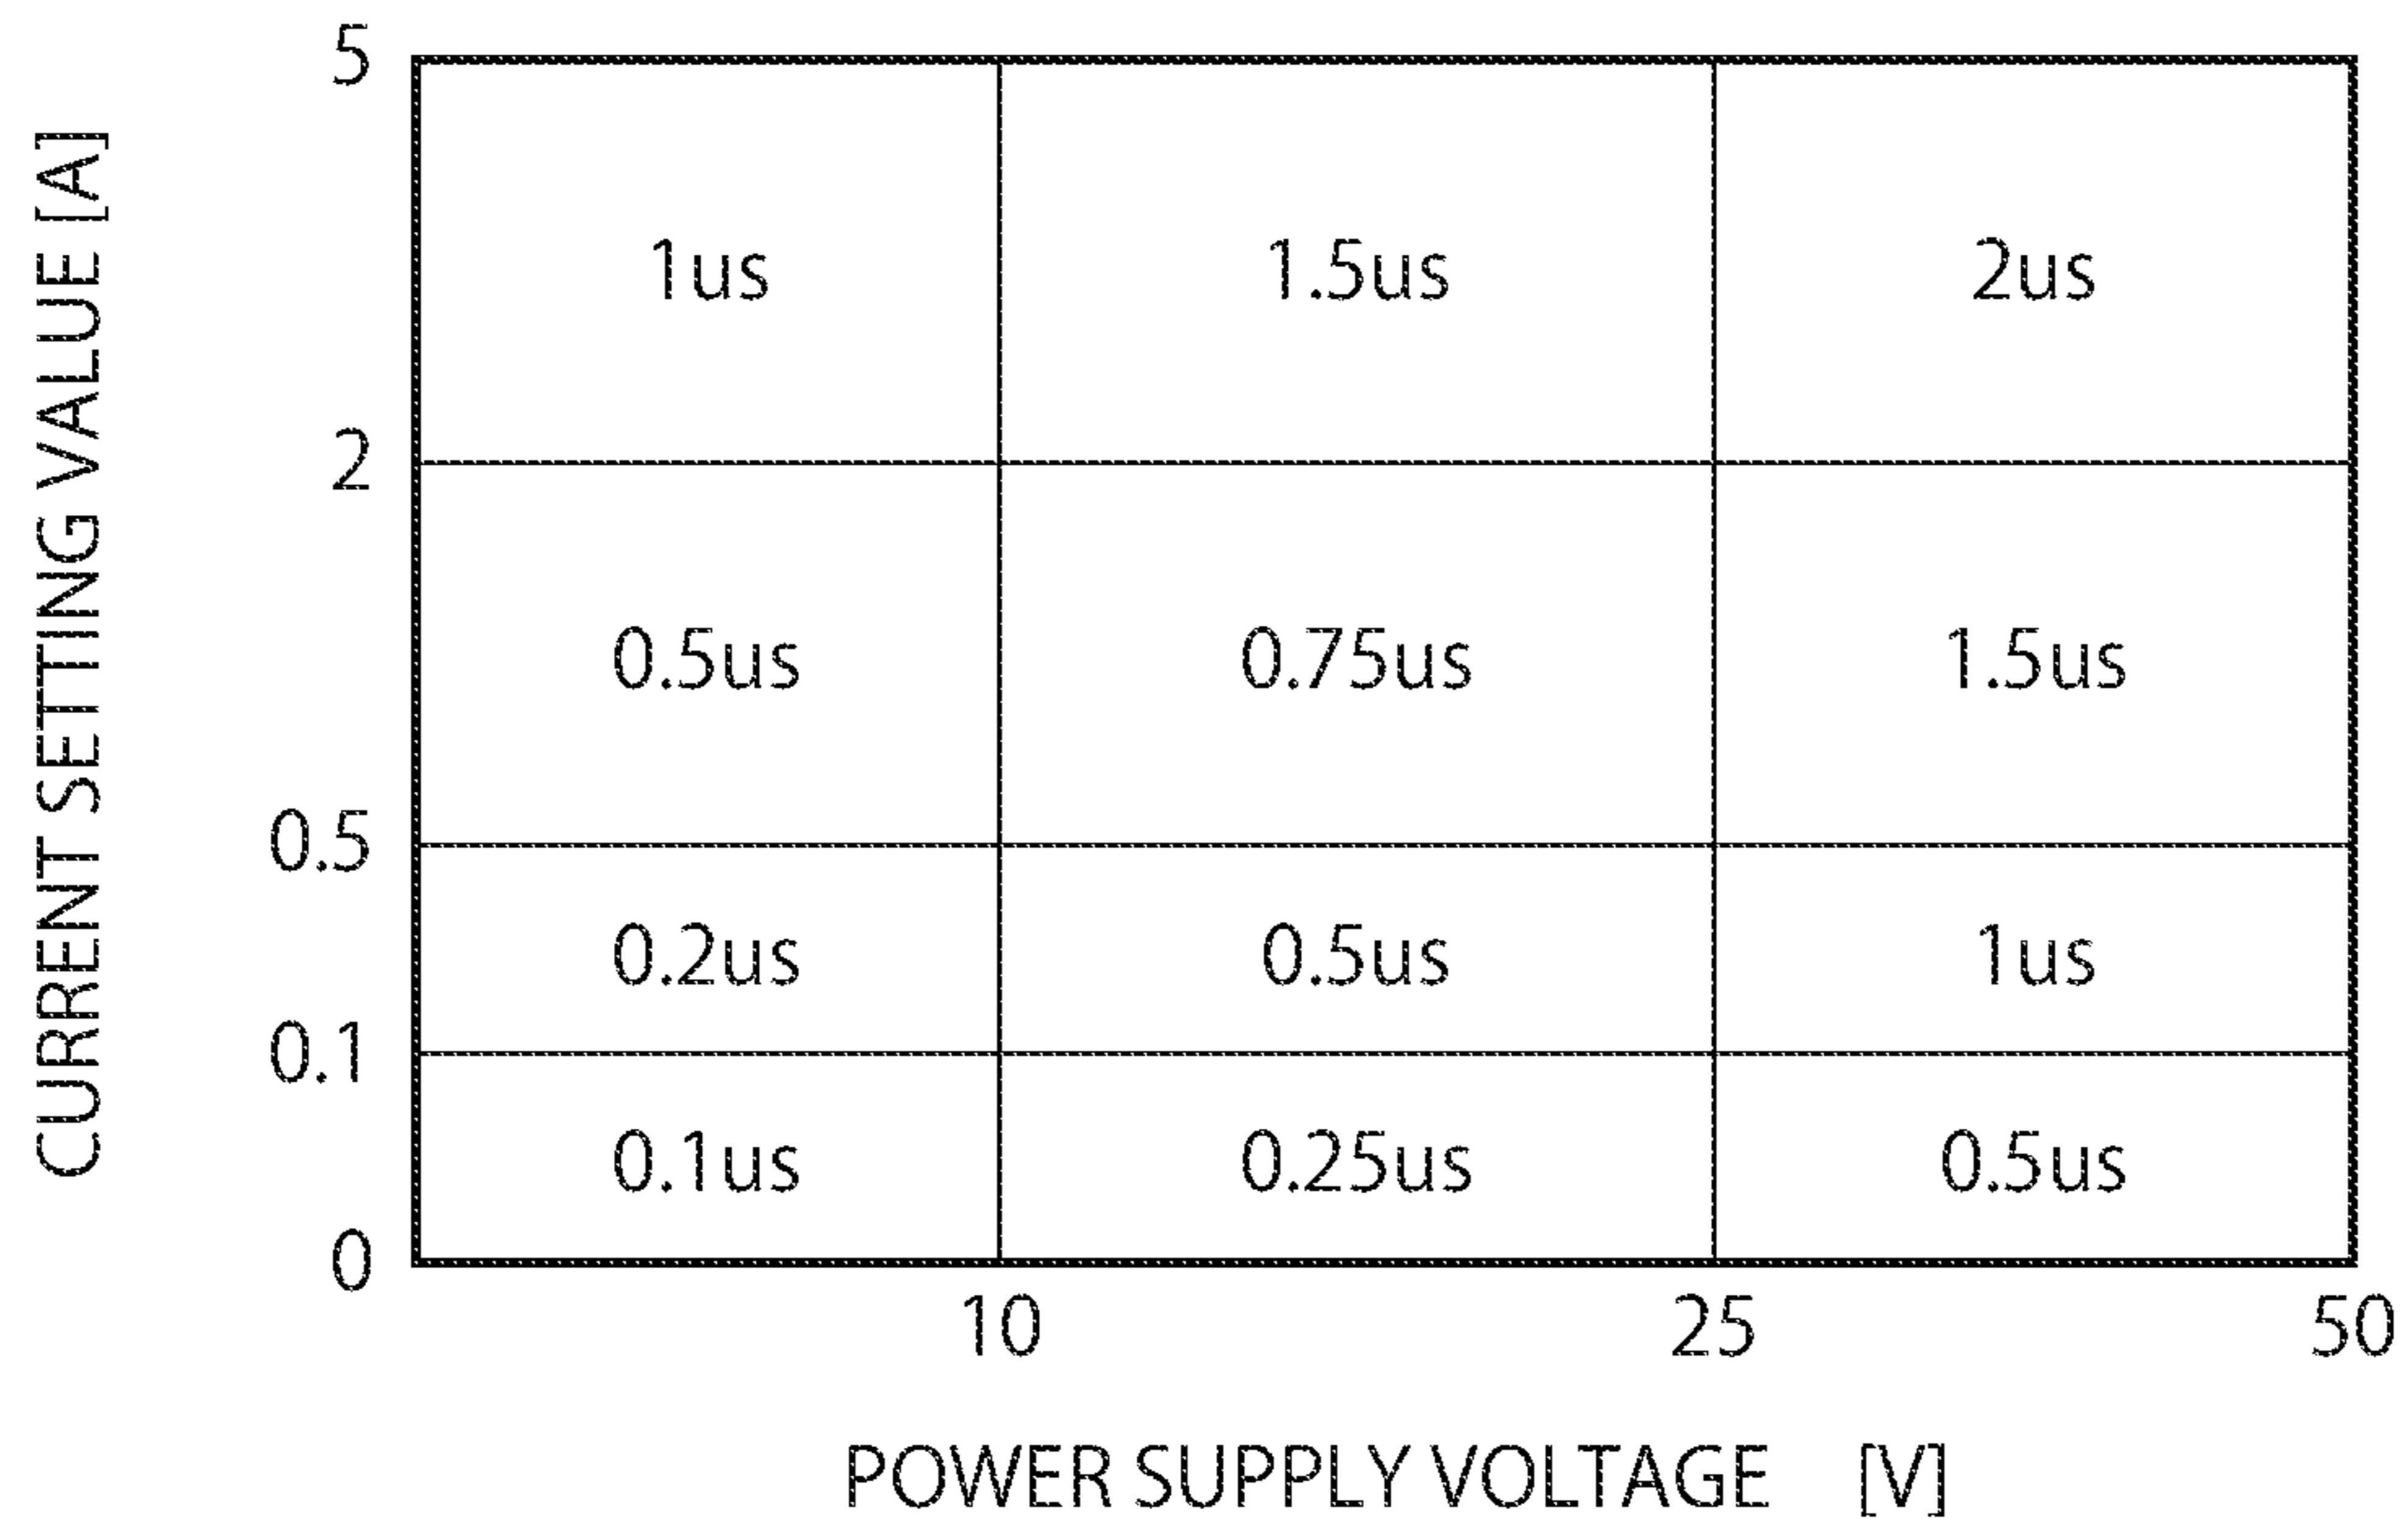 CURRENT SETTING VALUE [A]
5
1us 1.5us 2us
2
0.5us 0.75us 1.5us
0.5
0.2us 0.5us 1us
0.1
0.1us 0.25us 0.5us
0
10 25 50
POWER SUPPLY VOLTAGE [V]